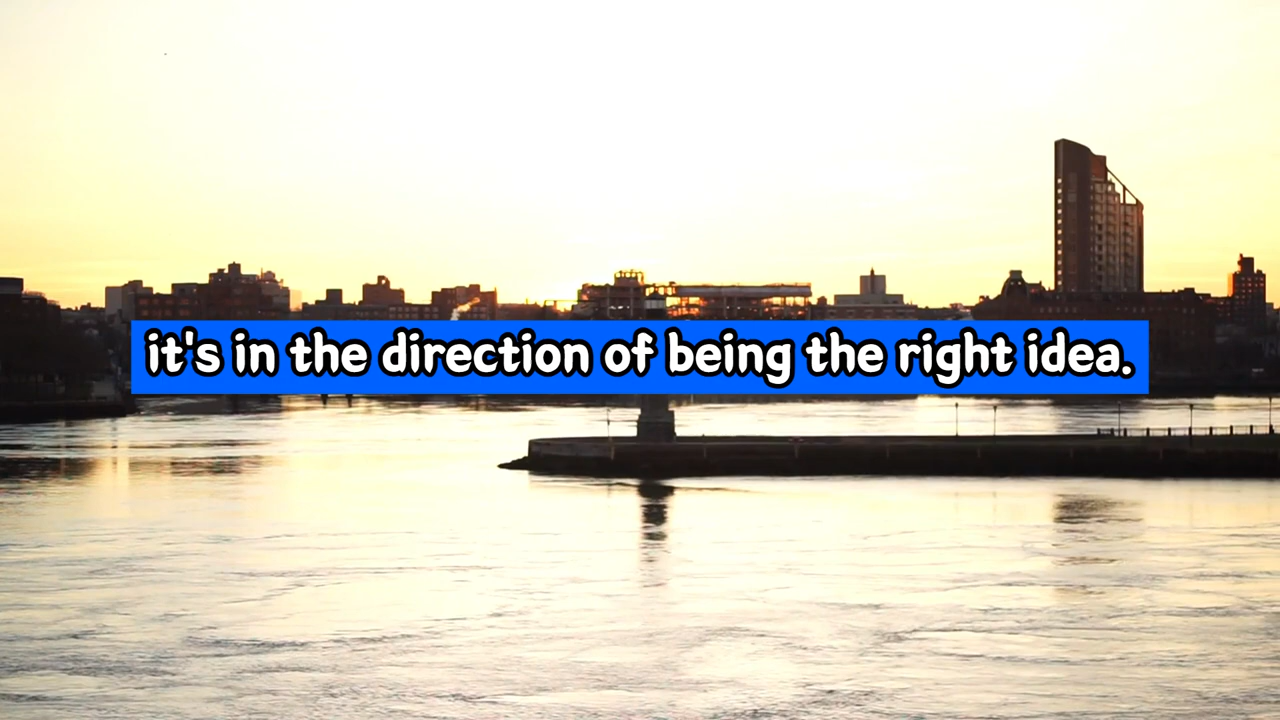 it's in the direction of being the right idea.